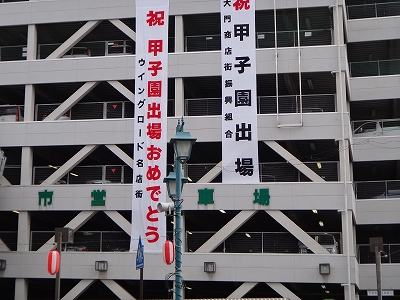 祝 甲子園出場おめでとう
ウイングロード名店街
祝 甲子園出場
大門商店街振興組合
市営駐車場